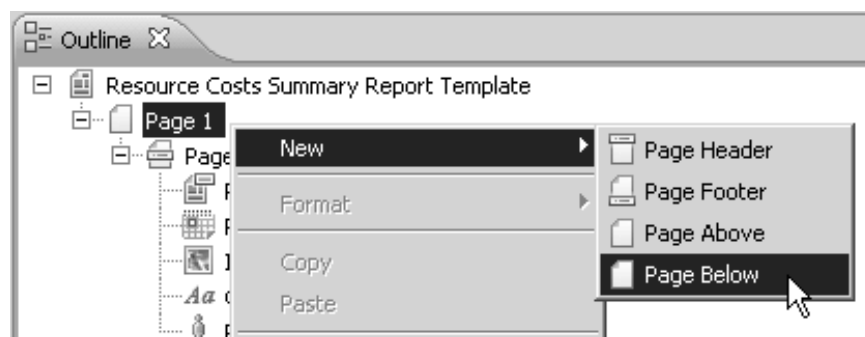 Outline
Resource Costs Summary Report Template
Page 1
Page
New
Format
Copy
Paste
Page Header
Page Footer
Page Above
Page Below